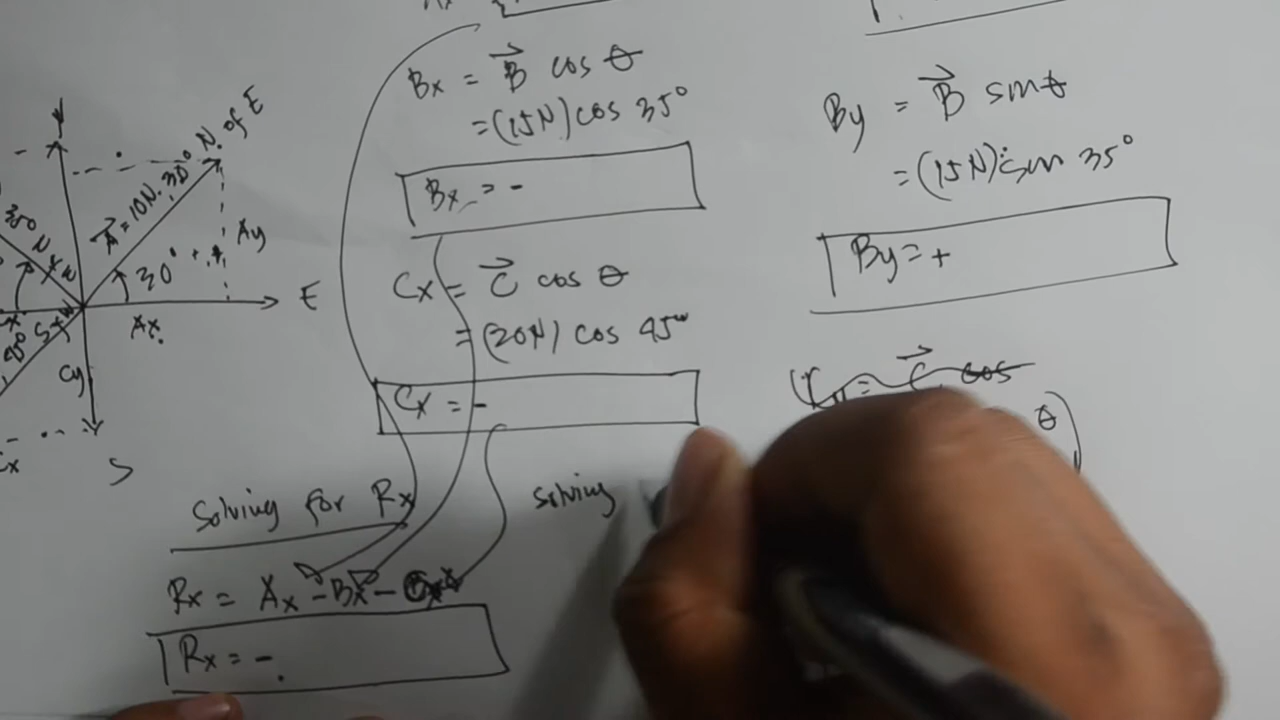 A⃗ = 10N. 30° N. of E
Ay
30°
E
Ax
Cy
S
Bx = B⃗ cos θ
= (15N) cos 35°
Bx = -
Cx = C⃗ cos θ
= (20N) cos 45°
Cx = -
Solving for Rx
Rx = Ax - Bx - Cx
Rx = -
By = B⃗ sin θ
= (15N) sin 35°
By = +
C⃗ cos
θ
solving